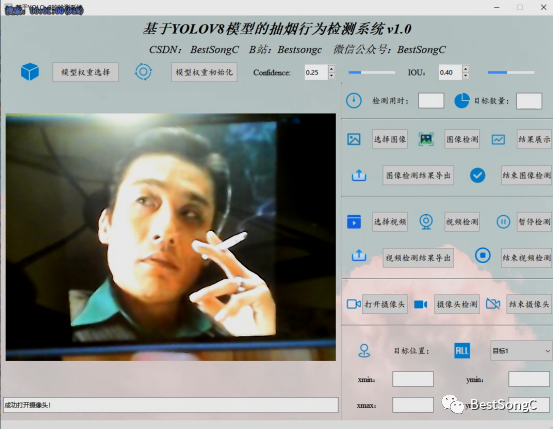 基于YOLOV8模型的抽烟行为检测系统 v1.0
CSDN： BestSongC B站：Bestsongc 微信公众号：BestSongC
模型权重选择 模型权重初始化 Confidence: 0.25 IOU: 0.40
检测用时: 目标数量:
选择图像 图像检测 结果展示
图像检测结果导出 结束图像检测
选择视频 视频检测 暂停检测
视频检测结果导出 结束视频检测
打开摄像头 摄像头检测 结束摄像头
目标位置: ALL 目标1
xmin: ymin:
xmax:
BestSongC
成功打开摄像头!